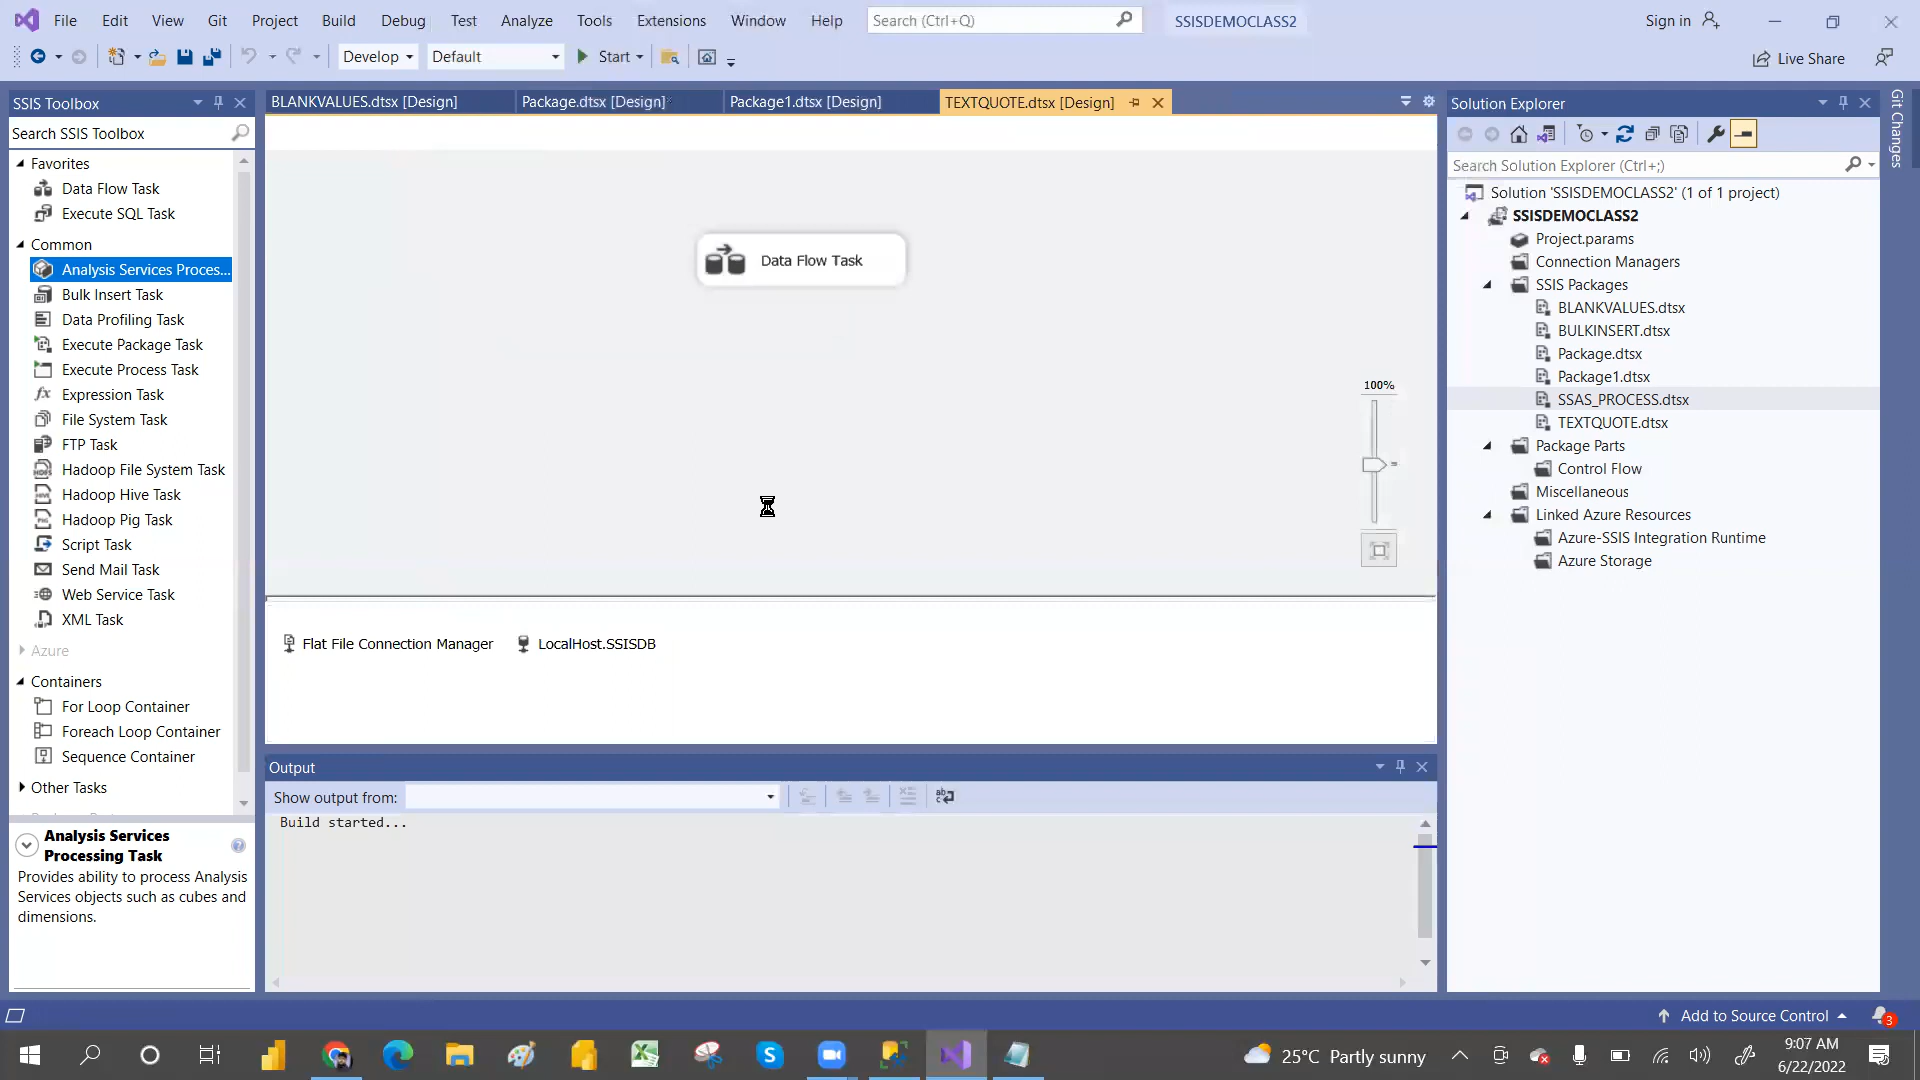 File Edit View Git Project Build Debug Test Analyze Tools Extensions Window Help Search (Ctrl+Q) SSISDEMOCLASS2 Sign in
Develop Default Start Live Share
SSIS Toolbox
Search SSIS Toolbox
Favorites
Data Flow Task
Execute SQL Task
Common
Analysis Services Proces...
Bulk Insert Task
Data Profiling Task
Execute Package Task
Execute Process Task
Expression Task
File System Task
FTP Task
Hadoop File System Task
Hadoop Hive Task
Hadoop Pig Task
Script Task
Send Mail Task
Web Service Task
XML Task
Azure
Containers
For Loop Container
Foreach Loop Container
Sequence Container
Other Tasks
Analysis Services
Processing Task
Provides ability to process Analysis
Services objects such as cubes and
dimensions.
BLANKVALUES.dtsx [Design] Package.dtsx [Design] Package1.dtsx [Design] TEXTQUOTE.dtsx [Design]
Data Flow Task
100%
Flat File Connection Manager LocalHost.SSISDB
Output
Show output from:
Build started...
Solution Explorer
Search Solution Explorer (Ctrl+;)
Solution 'SSISDEMOCLASS2' (1 of 1 project)
SSISDEMOCLASS2
Project.params
Connection Managers
SSIS Packages
BLANKVALUES.dtsx
BULKINSERT.dtsx
Package.dtsx
Package1.dtsx
SSAS_PROCESS.dtsx
TEXTQUOTE.dtsx
Package Parts
Control Flow
Miscellaneous
Linked Azure Resources
Azure-SSIS Integration Runtime
Azure Storage
Git Changes
Add to Source Control 3
25°C Partly sunny
9:07 AM
6/22/2022